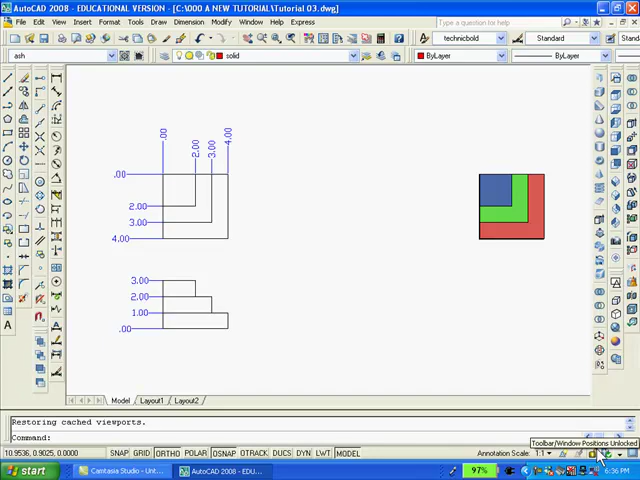 AutoCAD 2008 - EDUCATIONAL VERSION - [C:\000 A NEW TUTORIAL\Tutorial 03.dwg]
File Edit View Insert Format Tools Draw Dimension Modify Window Help Express
Type a question for help
technicbold Standard Standa
ash solid ByLayer ByLayer
.00 2.00 3.00 4.00
.00
2.00
3.00
4.00
3.00
2.00
1.00
.00
Model Layout1 Layout2
Restoring cached viewports.
Command:
Toolbar/Window Positions Unlocked
10.9536, 0.9025, 0.0000 SNAP GRID ORTHO POLAR OSNAP OTRACK DUCS DYN LWT MODEL Annotation Scale: 1:1
start Camtasia Studio - Unt... AutoCAD 2008 - EDU... 97% 6:36 PM